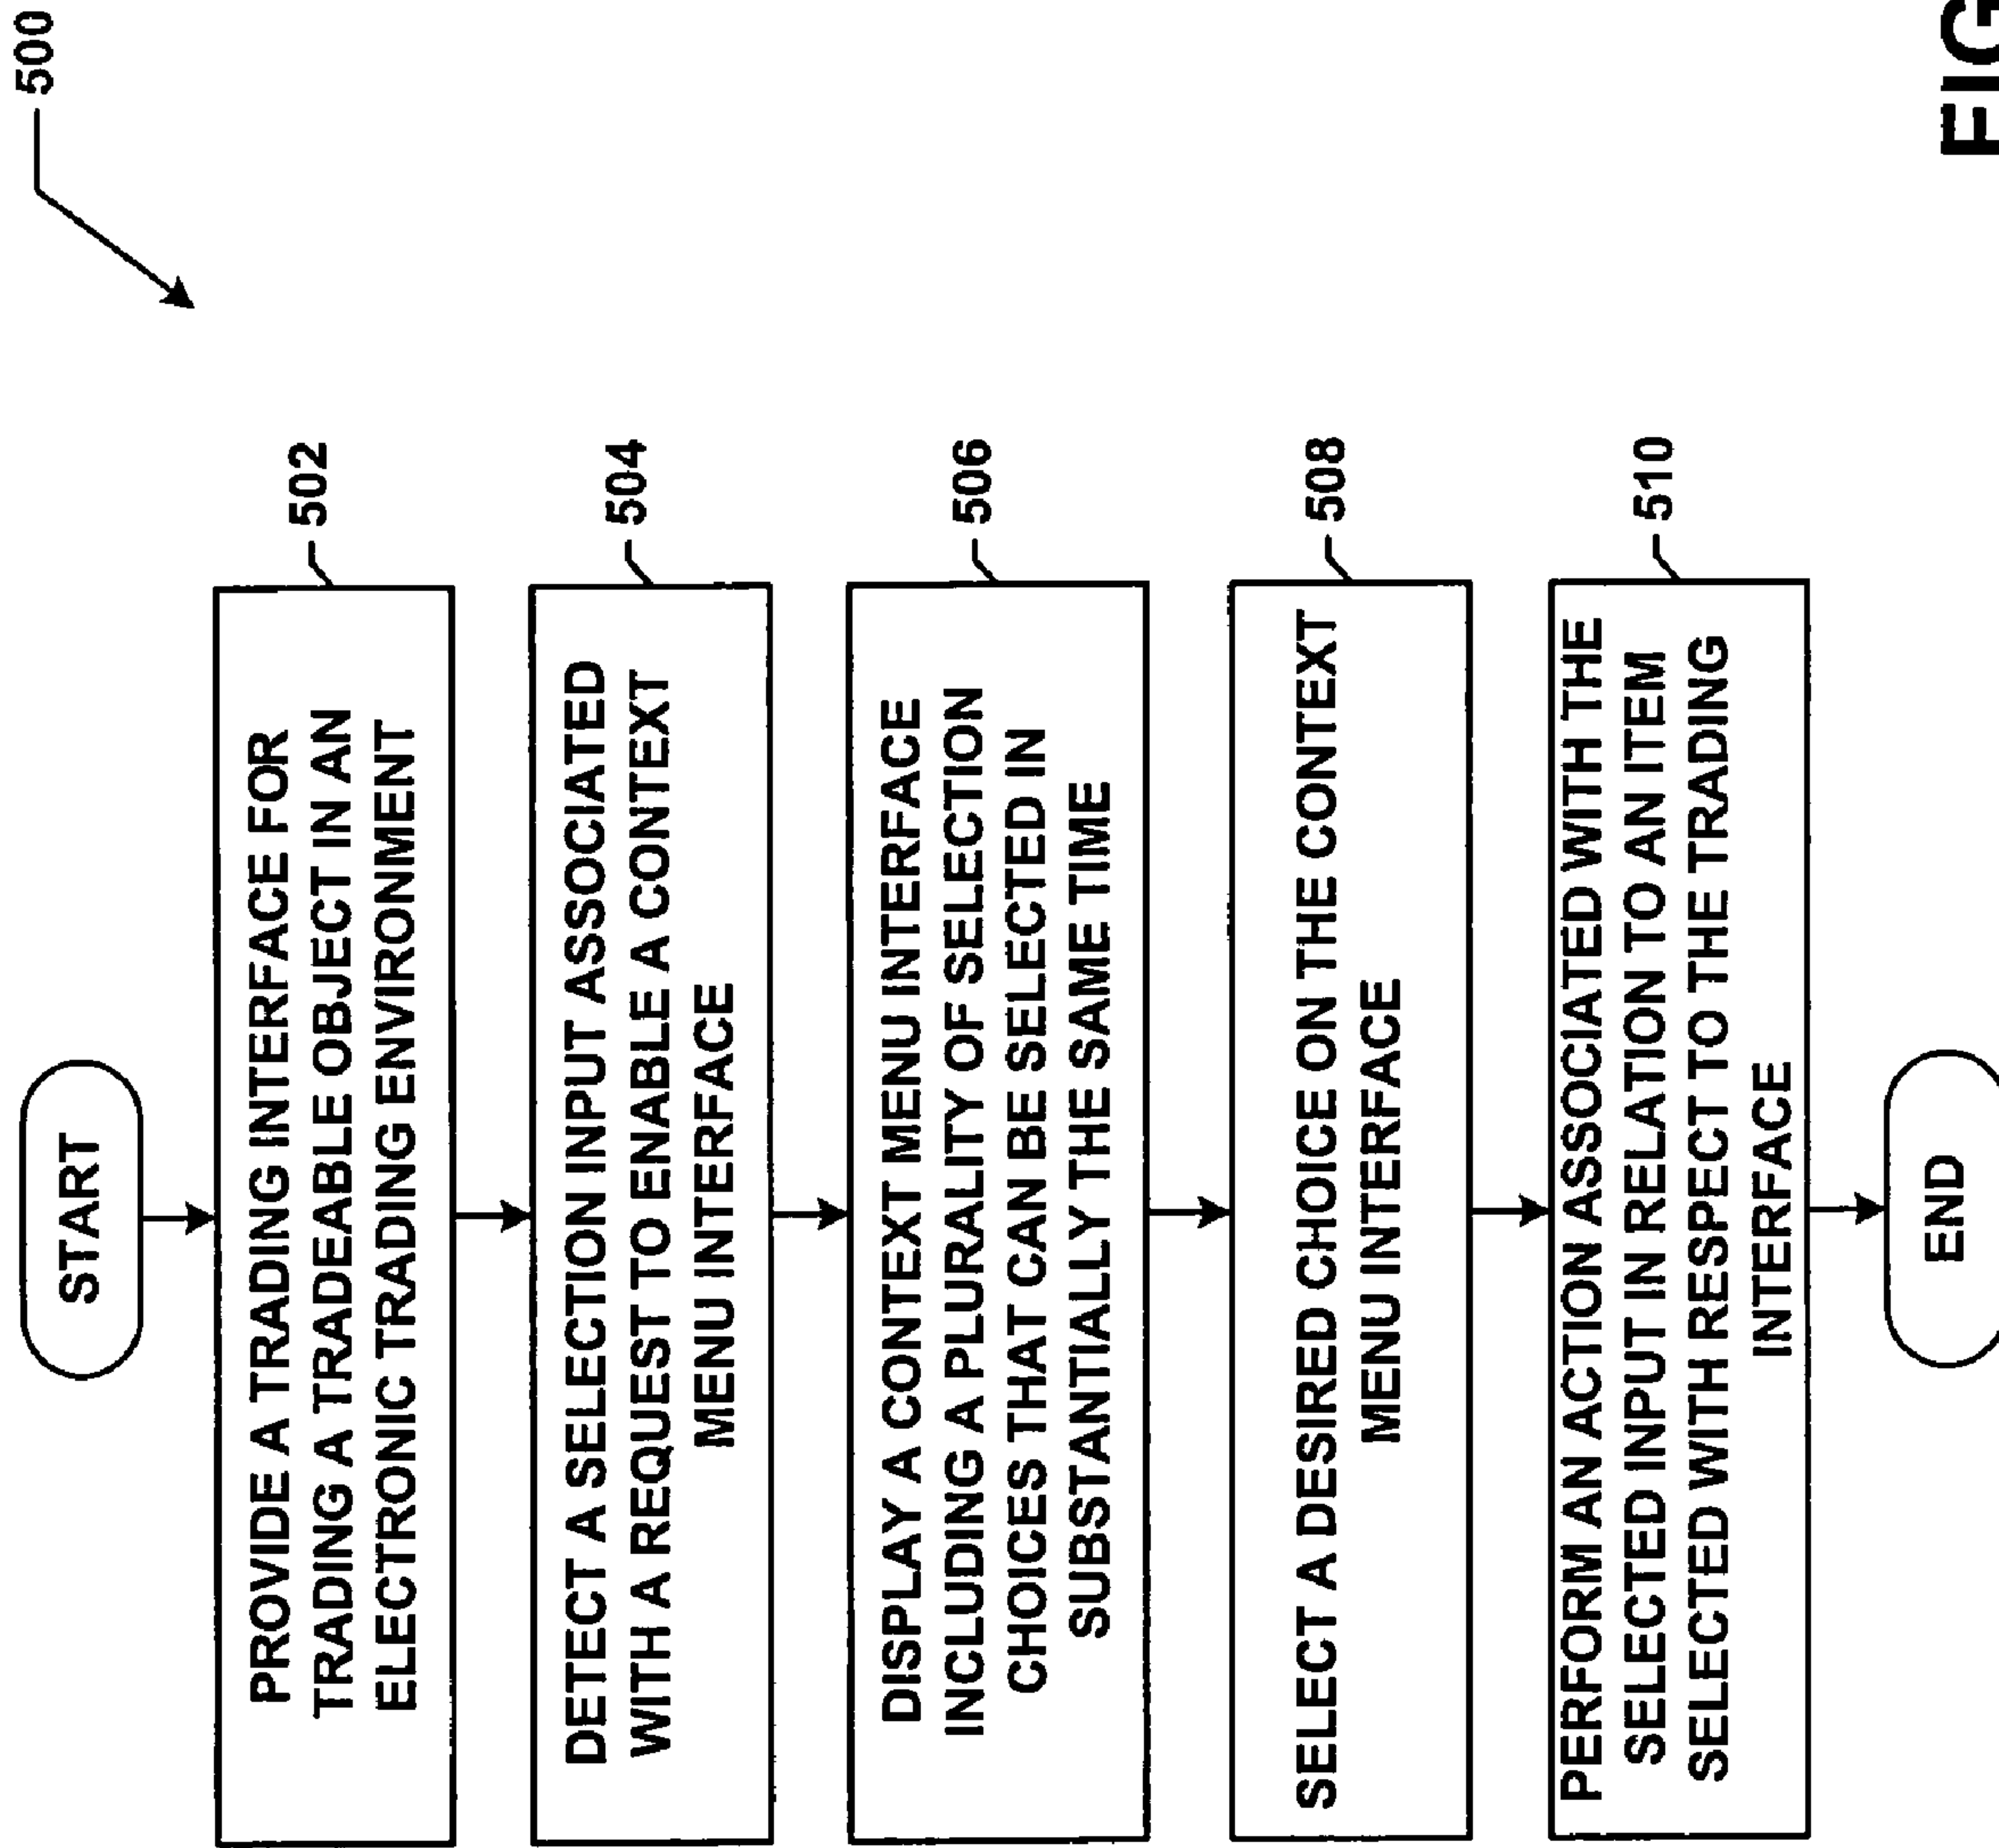 500
START
PROVIDE A TRADING INTERFACE FOR
TRADING A TRADEABLE OBJECT IN AN
ELECTRONIC TRADING ENVIRONMENT
502
DETECT A SELECTION INPUT ASSOCIATED
WITH A REQUEST TO ENABLE A CONTEXT
MENU INTERFACE
504
DISPLAY A CONTEXT MENU INTERFACE
INCLUDING A PLURALITY OF SELECTION
CHOICES THAT CAN BE SELECTED IN
SUBSTANTIALLY THE SAME TIME
506
SELECT A DESIRED CHOICE ON THE CONTEXT
MENU INTERFACE
508
PERFORM AN ACTION ASSOCIATED WITH THE
SELECTED INPUT IN RELATION TO AN ITEM
SELECTED WITH RESPECT TO THE TRADING
INTERFACE
510
END
FIG